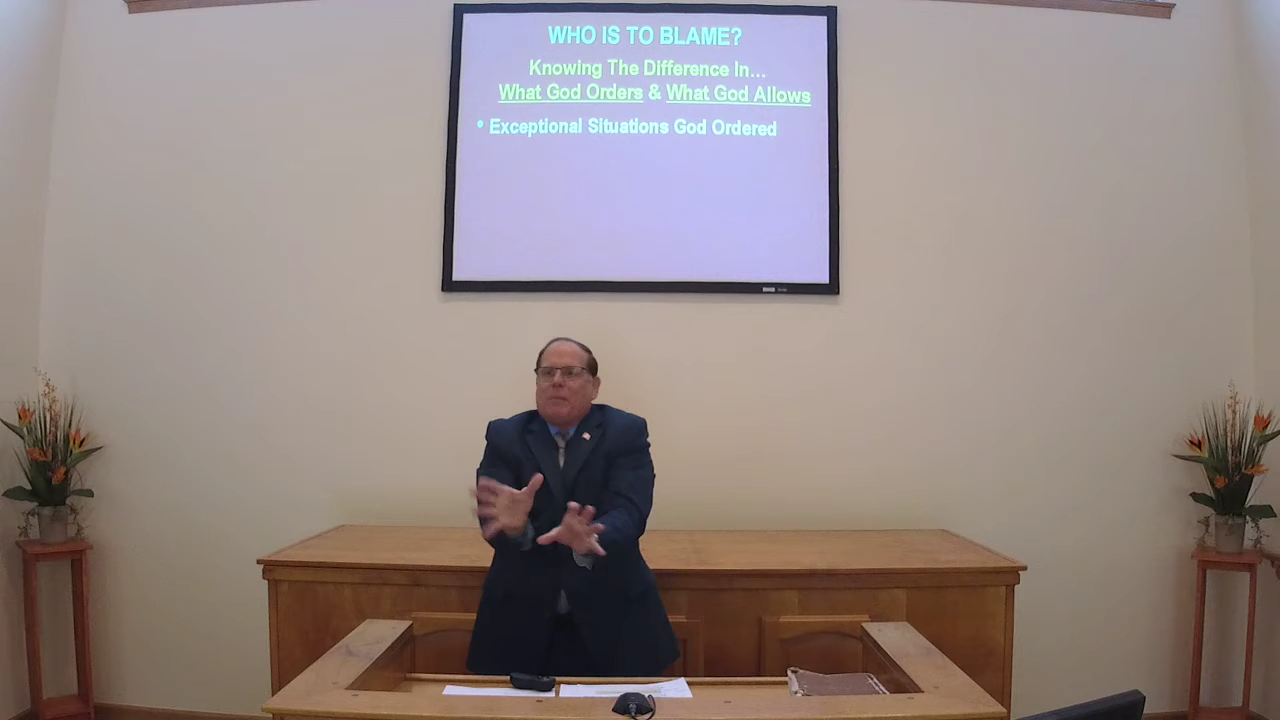 WHO IS TO BLAME?
Knowing The Difference In...
What God Orders & What God Allows
• Exceptional Situations God Ordered